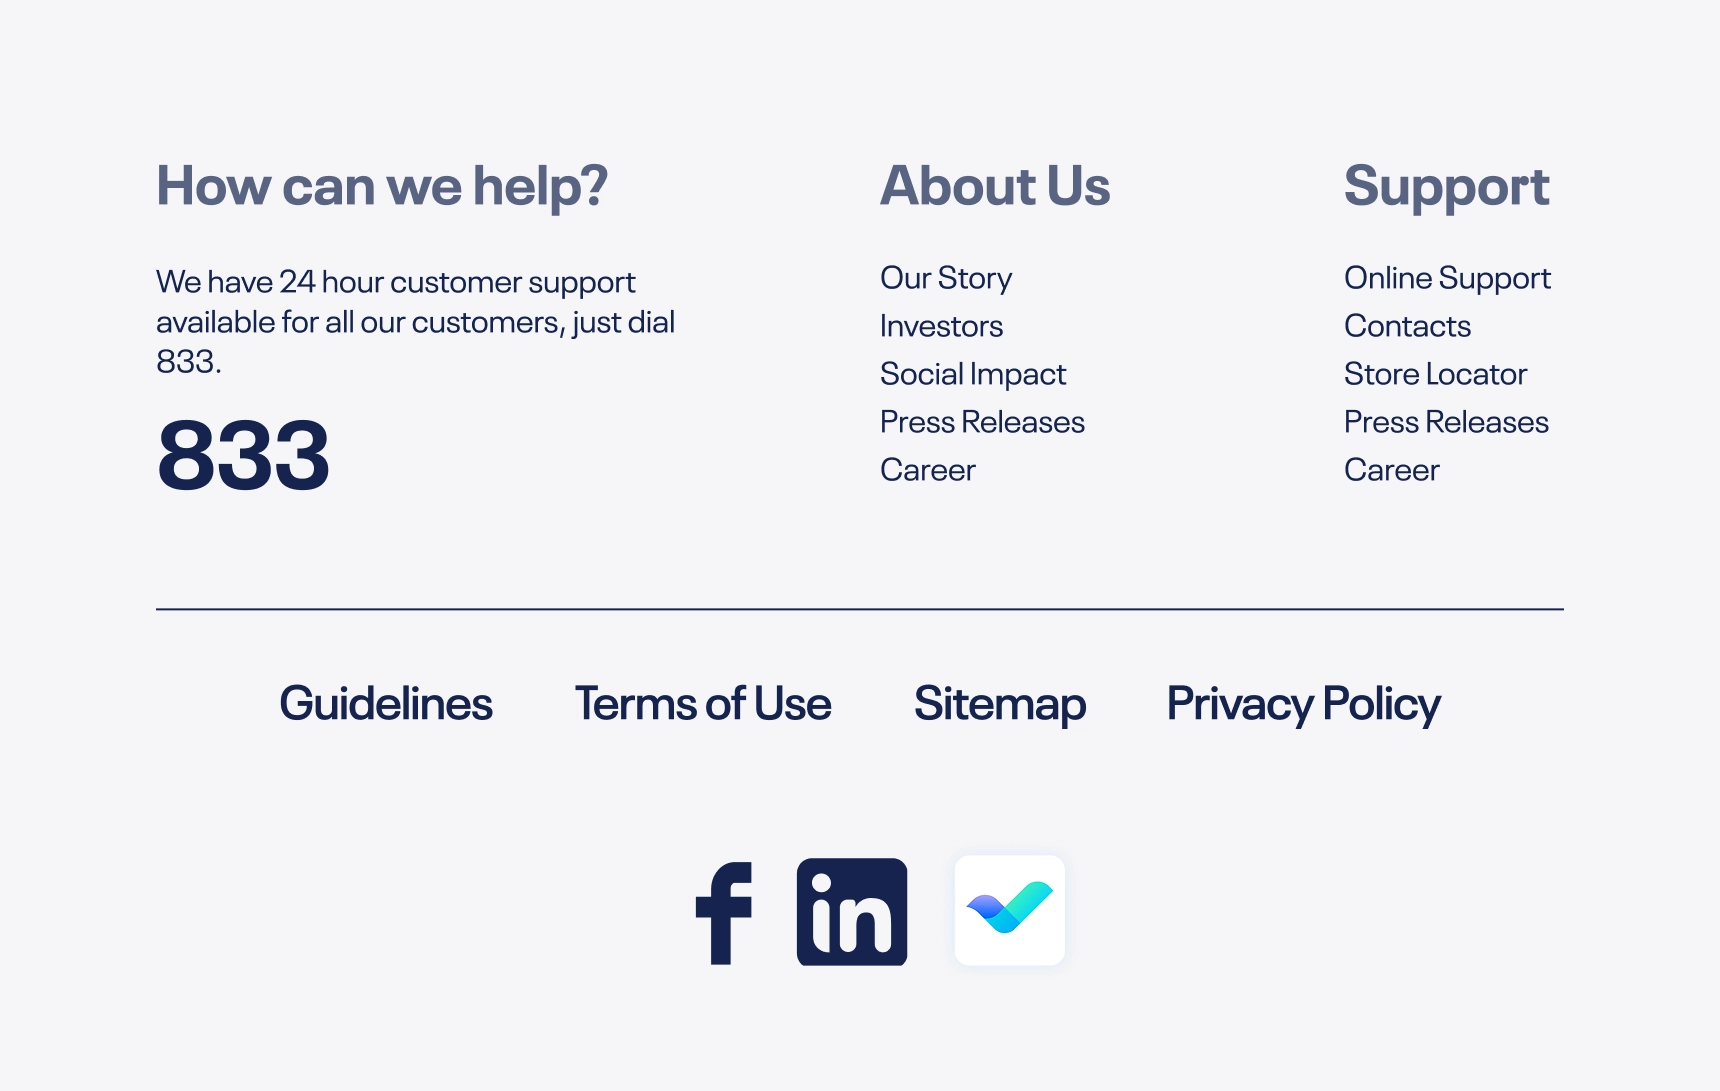 How can we help?
We have 24 hour customer support
available for all our customers, just dial
833.
833
About Us
Our Story
Investors
Social Impact
Press Releases
Career
Support
Online Support
Contacts
Store Locator
Press Releases
Career
Guidelines
Terms of Use
Sitemap
Privacy Policy
f
in